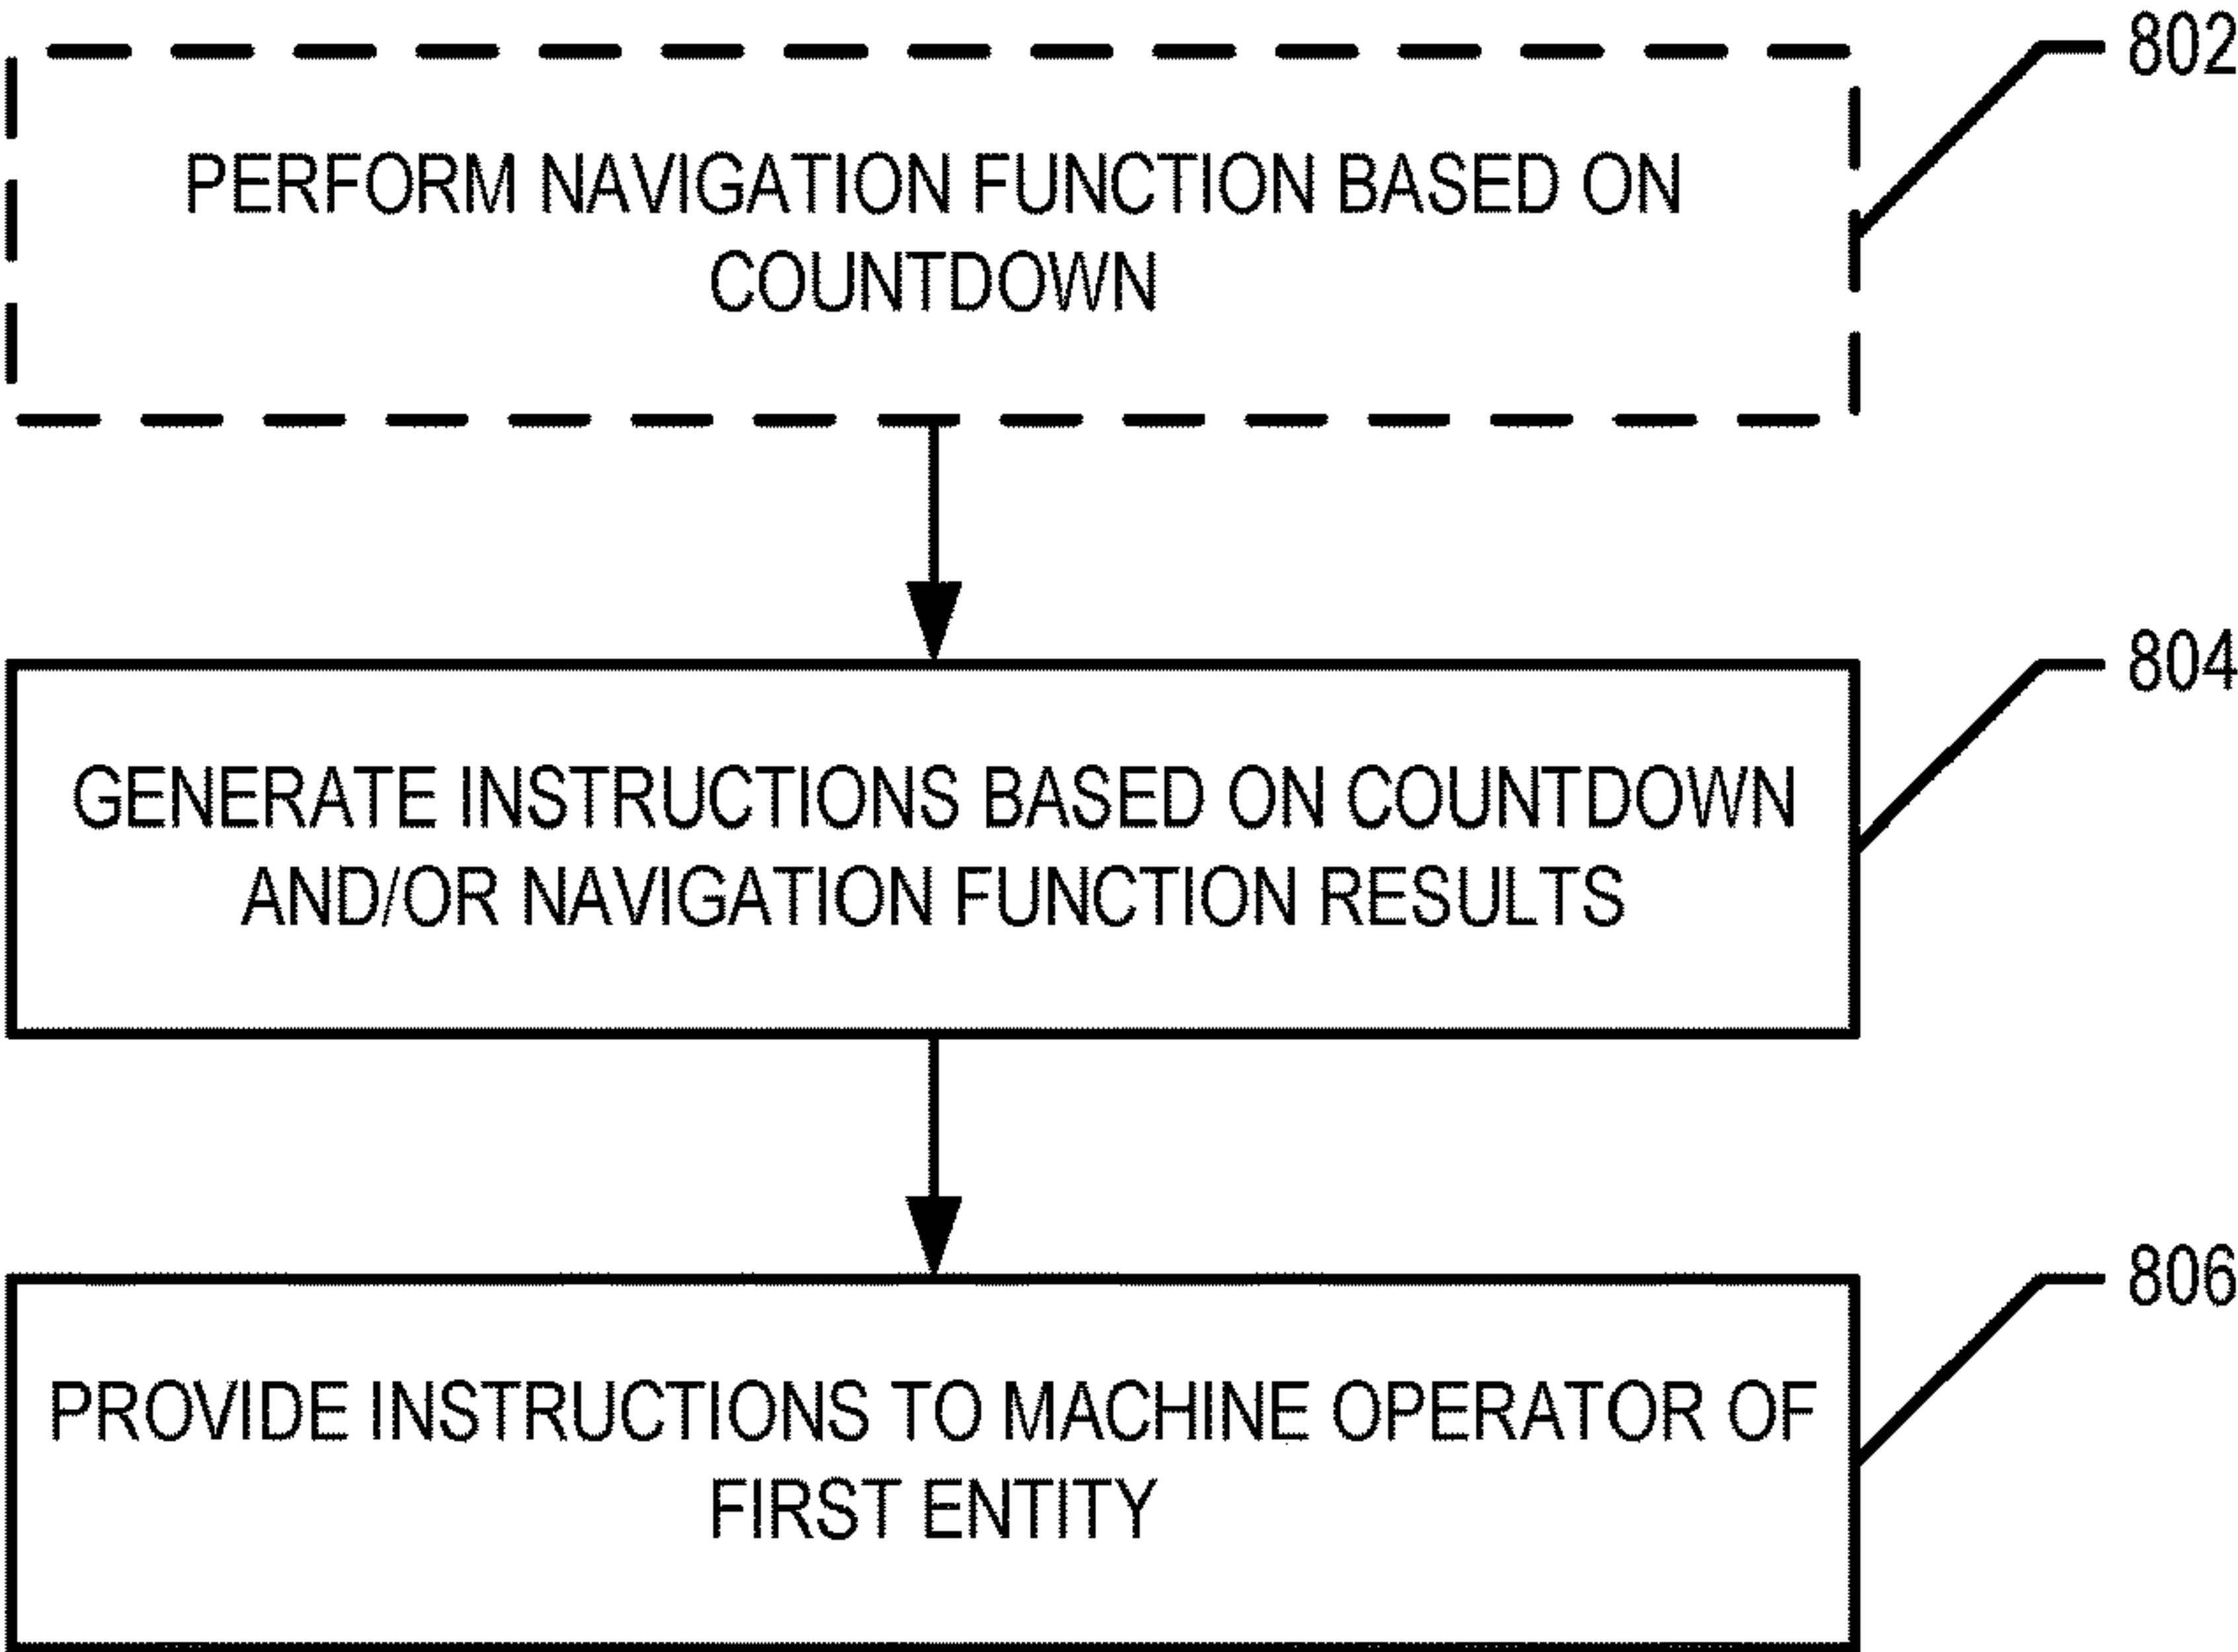 802
PERFORM NAVIGATION FUNCTION BASED ON
COUNTDOWN
804
GENERATE INSTRUCTIONS BASED ON COUNTDOWN
AND/OR NAVIGATION FUNCTION RESULTS
806
PROVIDE INSTRUCTIONS TO MACHINE OPERATOR OF
FIRST ENTITY